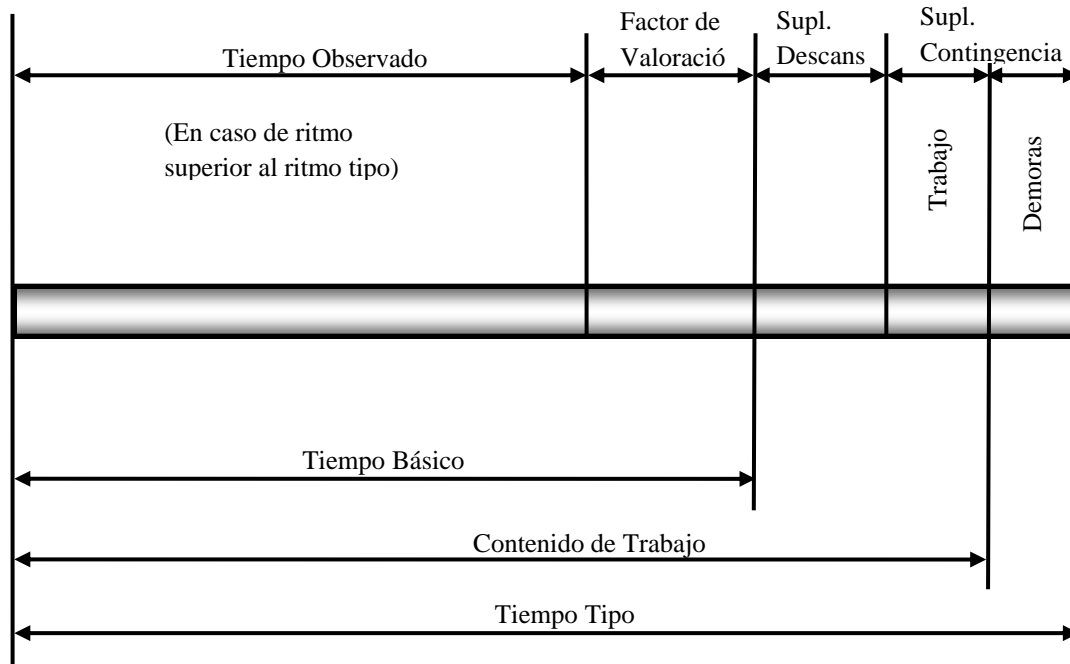 Tiempo Observado
Factor de
Valoració
Supl.
Descans
Supl.
Contingencia
(En caso de ritmo
superior al ritmo tipo)
Trabajo
Demoras
Tiempo Básico
Contenido de Trabajo
Tiempo Tipo